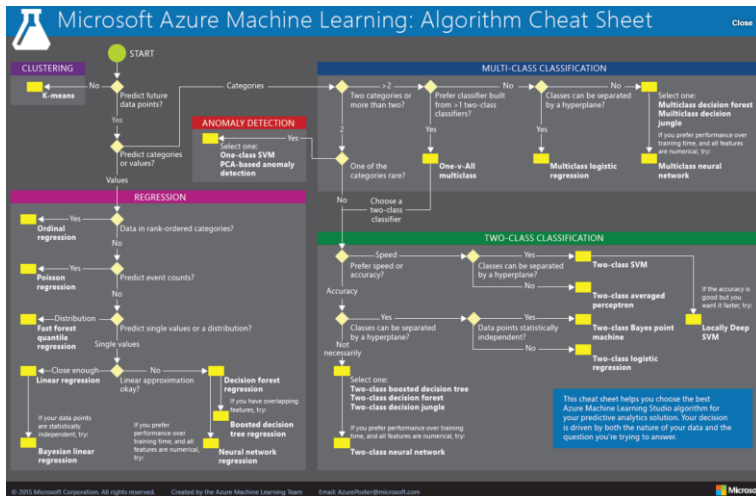 Microsoft Azure Machine Learning: Algorithm Cheat Sheet
Close
START
CLUSTERING
K-means
No
Predict future
data points?
Yes
Predict categories
or values?
Categories
Values
ANOMALY DETECTION
Yes
Select one:
One-class SVM
PCA-based anomaly
detection
MULTI-CLASS CLASSIFICATION
Two categories or
more than two?
>2
2
Prefer classifier built
from >1 two-class
classifiers?
No
Yes
Classes can be separated
by a hyperplane?
No
Yes
Select one:
Multiclass decision forest
Multiclass decision
jungle
If you prefer performance over
training time, and all features
are numerical, try:
Multiclass neural
network
One of the
categories rare?
One-v-All
multiclass
Multiclass logistic
regression
No
Choose a
two-class
classifier
REGRESSION
Yes
Ordinal
regression
Data in rank-ordered categories?
No
Yes
Poisson
regression
Predict event counts?
No
Distribution
Fast forest
quantile
regression
Predict single values or a distribution?
Single values
Close enough
Linear regression
Linear approximation
okay?
No
Decision forest
regression
If you have overlapping
features, try:
Boosted decision
tree regression
If your data points
are statistically
independent, try:
Bayesian linear
regression
If you prefer
performance over
training time, and all
features are numerical, try:
Neural network
regression
TWO-CLASS CLASSIFICATION
Prefer speed or
accuracy?
Speed
Classes can be separated
by a hyperplane?
Yes
Two-class SVM
No
Two-class averaged
perceptron
If the accuracy is
good but you
want it faster, try:
Locally Deep
SVM
Accuracy
Classes can be separated by
a hyperplane?
Yes
Data points statistically
independent?
Yes
Two-class Bayes point
machine
No
Two-class logistic
regression
Not
necessarily
Select one:
Two-class boosted decision tree
Two-class decision forest
Two-class decision jungle
If you prefer performance over training
time, and all features are numerical, try:
Two-class neural network
This cheat sheet helps you choose the best
Azure Machine Learning Studio algorithm for
your predictive analytics solution. Your decision
is driven by both the nature of your data and the
question you're trying to answer.
© 2015 Microsoft Corporation. All rights reserved.
Created by the Azure Machine Learning Team
Email: AzurePoster@microsoft.com
Microso